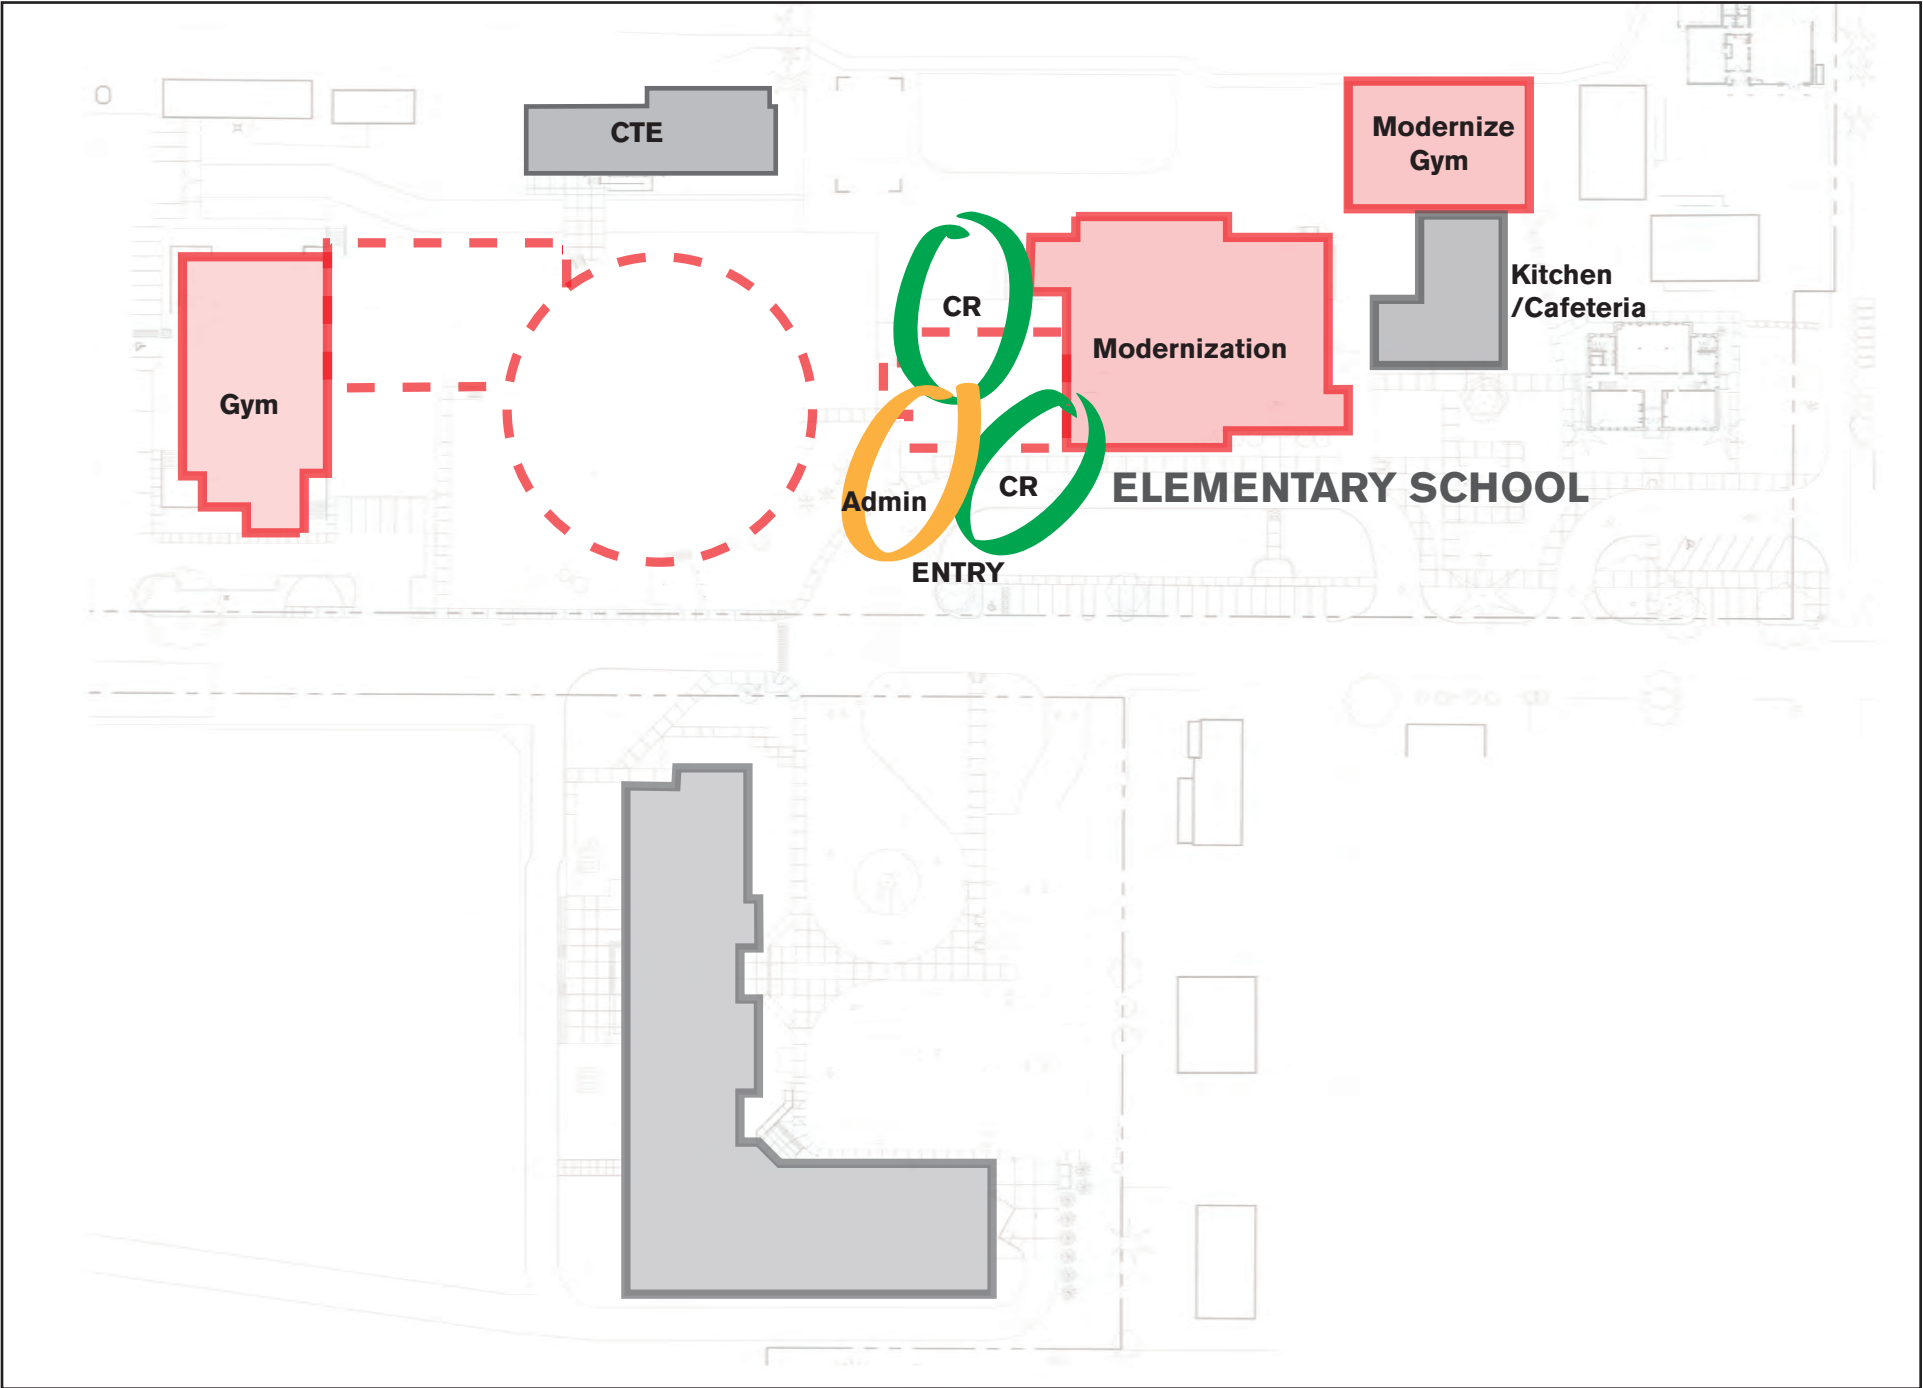 CTE
Modernize
Gym
Kitchen
/Cafeteria
CR
Modernization
Gym
Admin
CR
ELEMENTARY SCHOOL
ENTRY